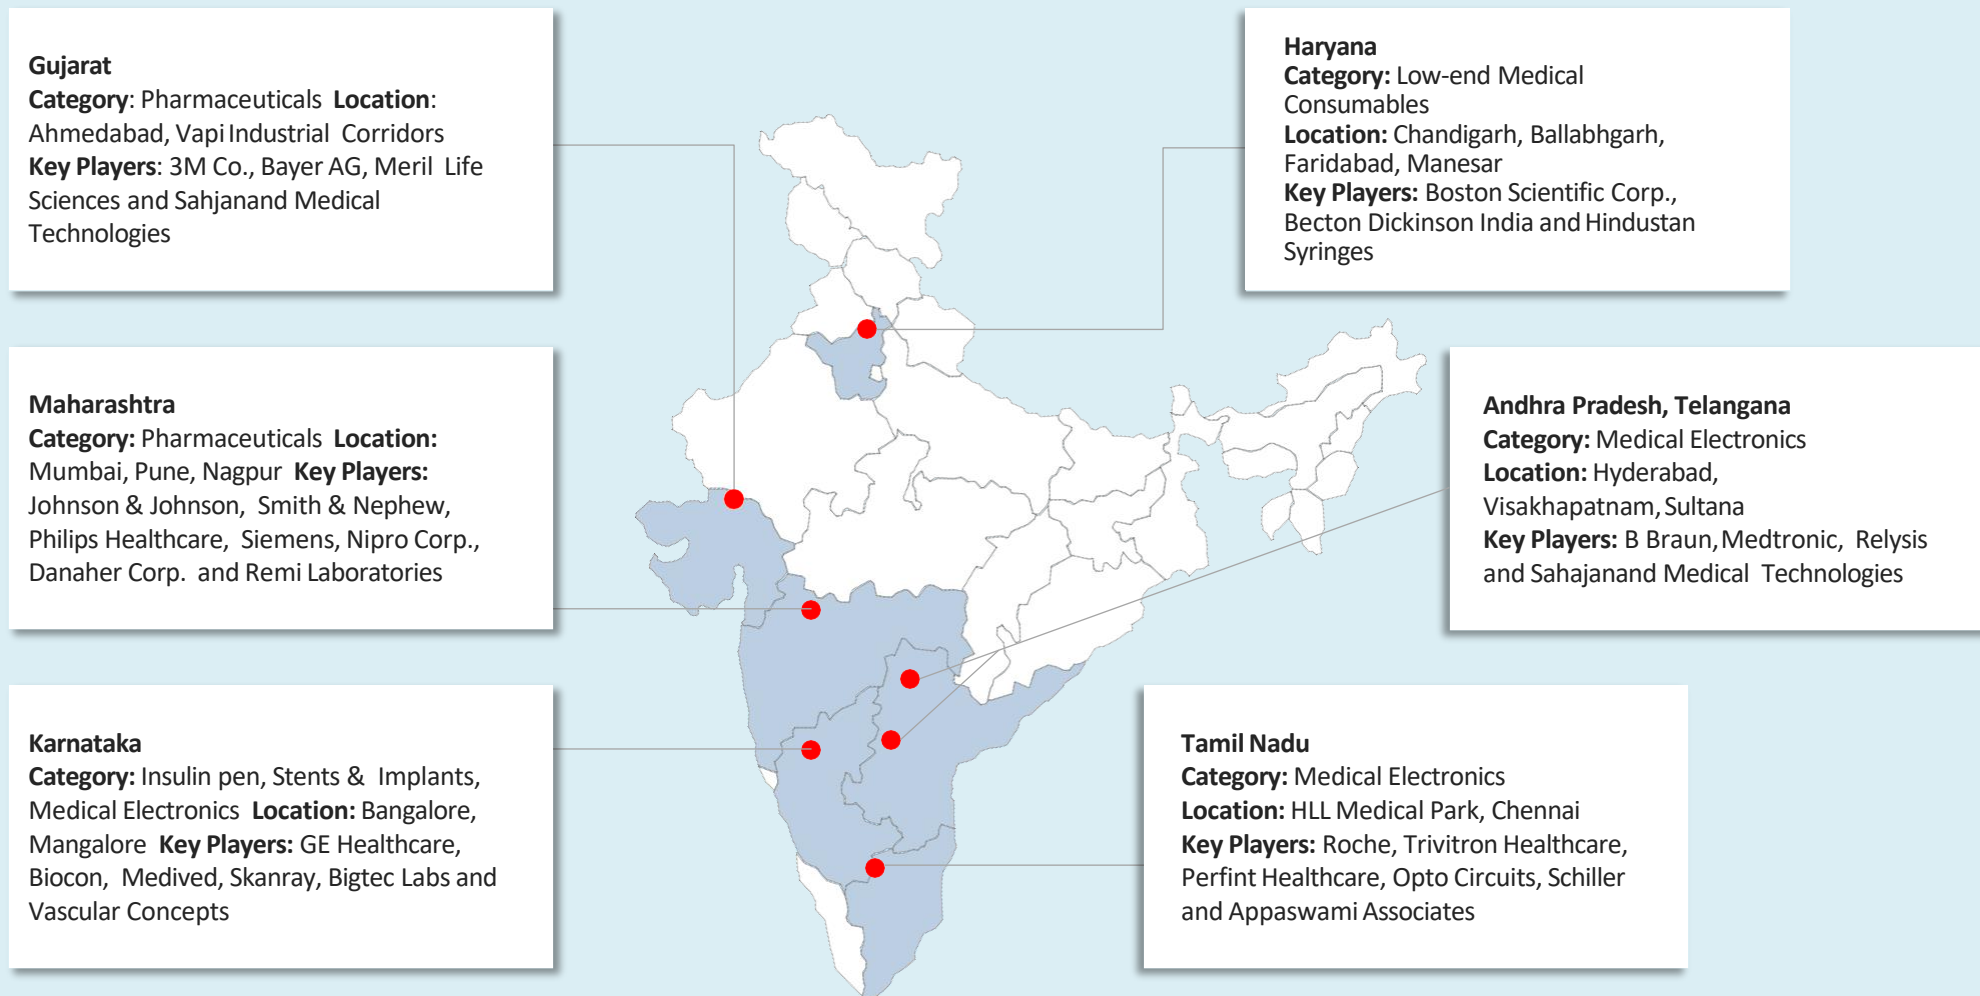 Gujarat
Category: Pharmaceuticals Location:
Ahmedabad, Vapi Industrial Corridors
Key Players: 3M Co., Bayer AG, Meril Life
Sciences and Sahjanand Medical
Technologies
Haryana
Category: Low-end Medical
Consumables
Location: Chandigarh, Ballabhgarh,
Faridabad, Manesar
Key Players: Boston Scientific Corp.,
Becton Dickinson India and Hindustan
Syringes
Maharashtra
Category: Pharmaceuticals Location:
Mumbai, Pune, Nagpur Key Players:
Johnson & Johnson, Smith & Nephew,
Philips Healthcare, Siemens, Nipro Corp.,
Danaher Corp. and Remi Laboratories
Andhra Pradesh, Telangana
Category: Medical Electronics
Location: Hyderabad,
Visakhapatnam, Sultana
Key Players: B Braun, Medtronic, Relysis
and Sahajanand Medical Technologies
Karnataka
Category: Insulin pen, Stents & Implants,
Medical Electronics Location: Bangalore,
Mangalore Key Players: GE Healthcare,
Biocon, Medived, Skanray, Bigtec Labs and
Vascular Concepts
Tamil Nadu
Category: Medical Electronics
Location: HLL Medical Park, Chennai
Key Players: Roche, Trivitron Healthcare,
Perfint Healthcare, Opto Circuits, Schiller
and Appaswami Associates